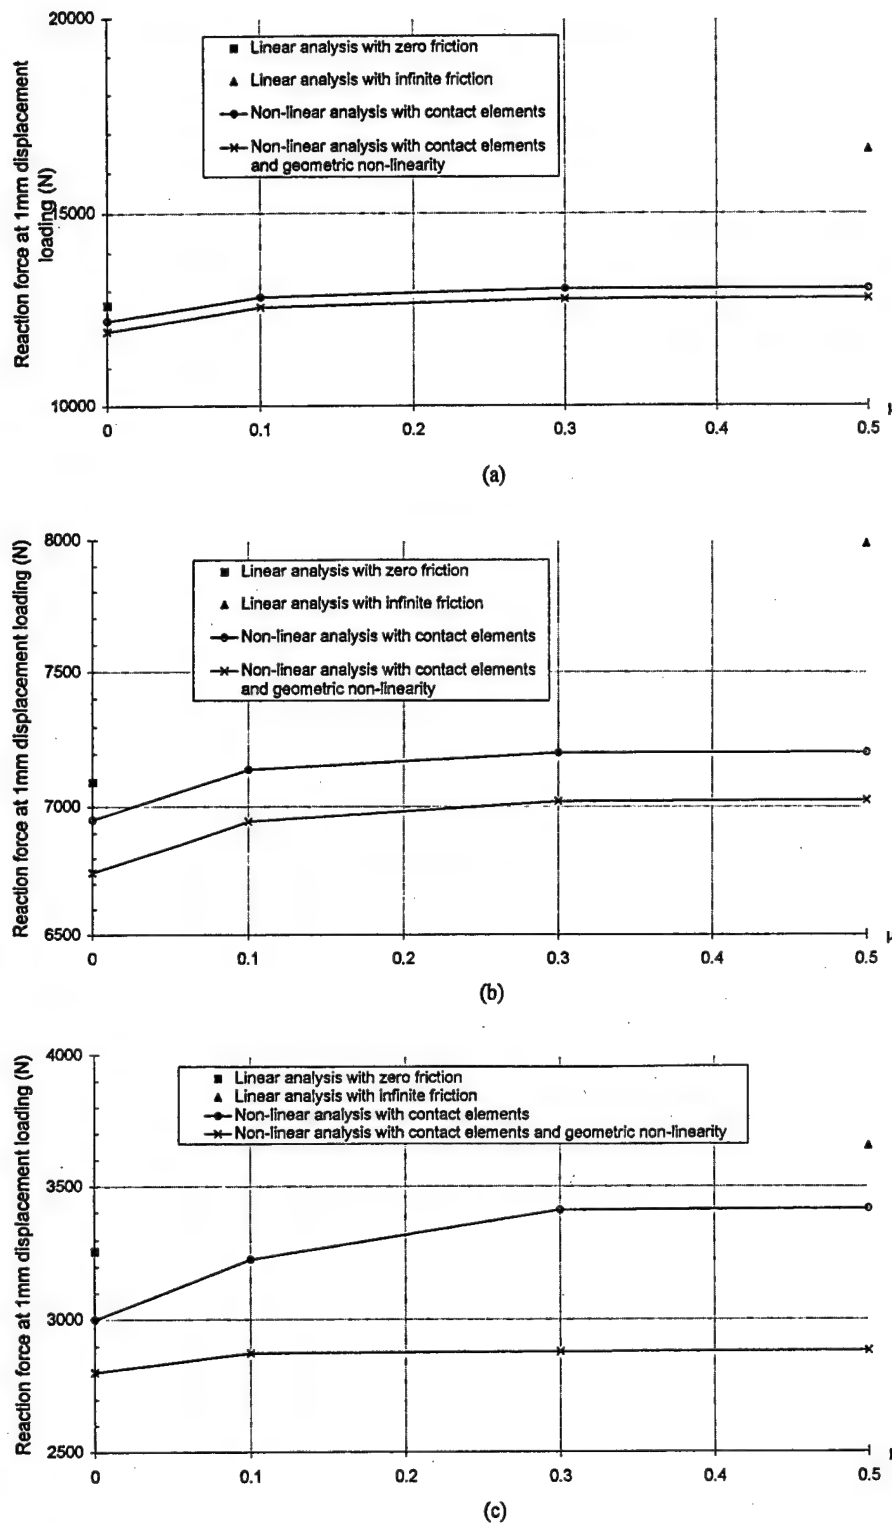 20000
Linear analysis with zero friction
Linear analysis with infinite friction
Non-linear analysis with contact elements
Non-linear analysis with contact elements
and geometric non-linearity
Reaction force at 1mm displacement
loading (N)
15000
10000
0 0.1 0.2 0.3 0.4 0.5
(a)
8000
Linear analysis with zero friction
Linear analysis with infinite friction
Non-linear analysis with contact elements
Non-linear analysis with contact elements
and geometric non-linearity
Reaction force at 1mm displacement loading (N)
7500
7000
6500
0 0.1 0.2 0.3 0.4 0.5
(b)
4000
Linear analysis with zero friction
Linear analysis with infinite friction
Non-linear analysis with contact elements
Non-linear analysis with contact elements and geometric non-linearity
Reaction force at 1mm displacement loading (N)
3500
3000
2500
0 0.1 0.2 0.3 0.4 0.5
(c)